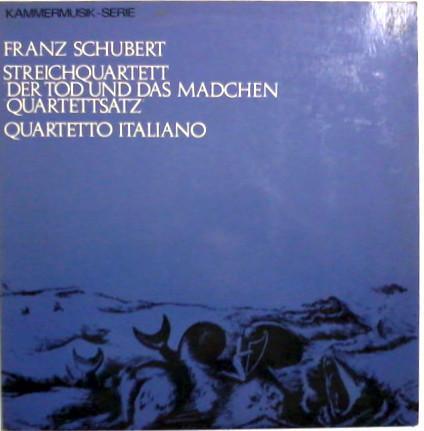 KAMMERMUSIK-SERIE
FRANZ SCHUBERT
STREICHQUARTETT
DER TOD UND DAS MADCHEN
QUARTETTSATZ
QUARTETTO ITALIANO